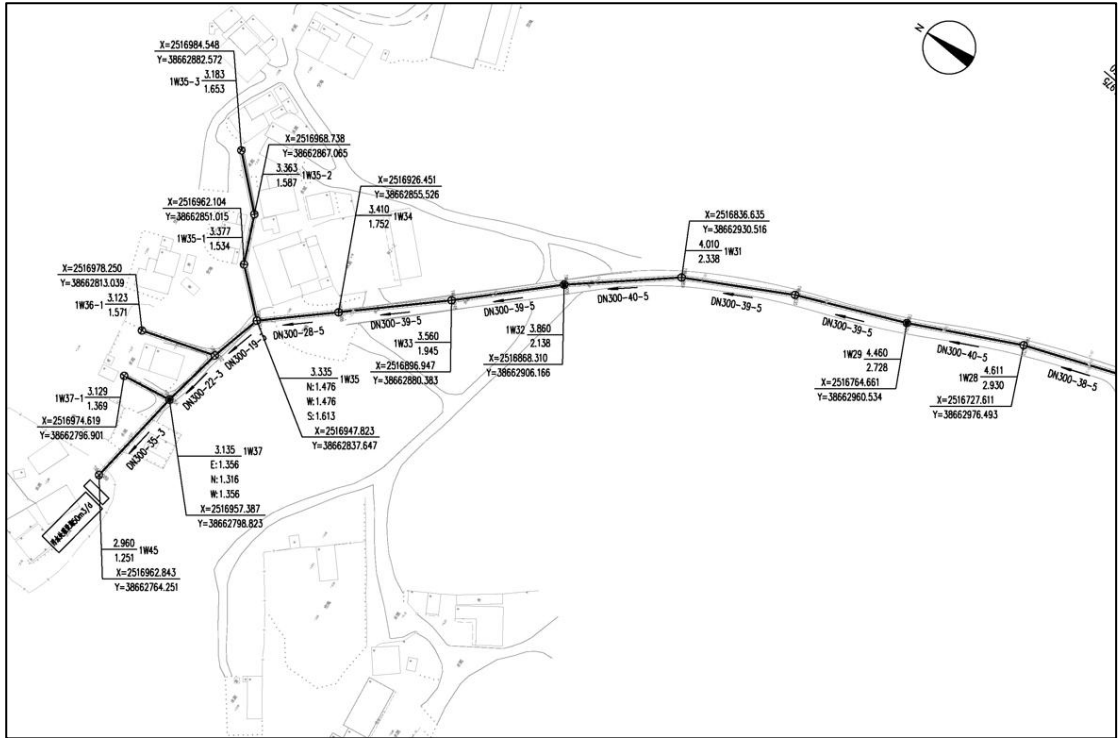 N
X=2516984.548
Y=38662882.572
1W35-3 3.183
1.653
X=2516968.738
Y=38662867.065
3.363 1W35-2
1.587
X=2516926.451
Y=38662855.526
3.410 1W34
1.752
X=2516962.104
Y=38662851.015
1W35-1 3.377
1.534
X=2516836.635
Y=38662930.516
4.010 1W31
2.338
X=2516978.250
Y=38662813.039
1W36-1 3.123
1.571
DN300-28-5
DN300-39-5
DN300-39-5
DN300-40-5
DN300-39-5
DN300-39-5
DN300-40-5
DN300-38-5
DN300-22-3
DN300-35-3
3.560
1W33
1.945
X=2516896.947
Y=38662880.383
1W32 3.860
2.138
X=2516868.310
Y=38662906.166
4.460
1W29
2.728
X=2516764.661
Y=38662960.534
4.611
1W28
2.930
X=2516727.611
Y=38662976.493
3.129
1W37-1
1.369
X=2516974.619
Y=38662796.901
3.335 1W35
N:1.476
W:1.476
S:1.613
X=2516947.823
Y=38662837.647
3.135 1W37
E:1.356
N:1.316
W:1.356
X=2516957.387
Y=38662798.823
50m3/d
2.960
1W45
1.251
X=2516962.843
Y=38662764.251